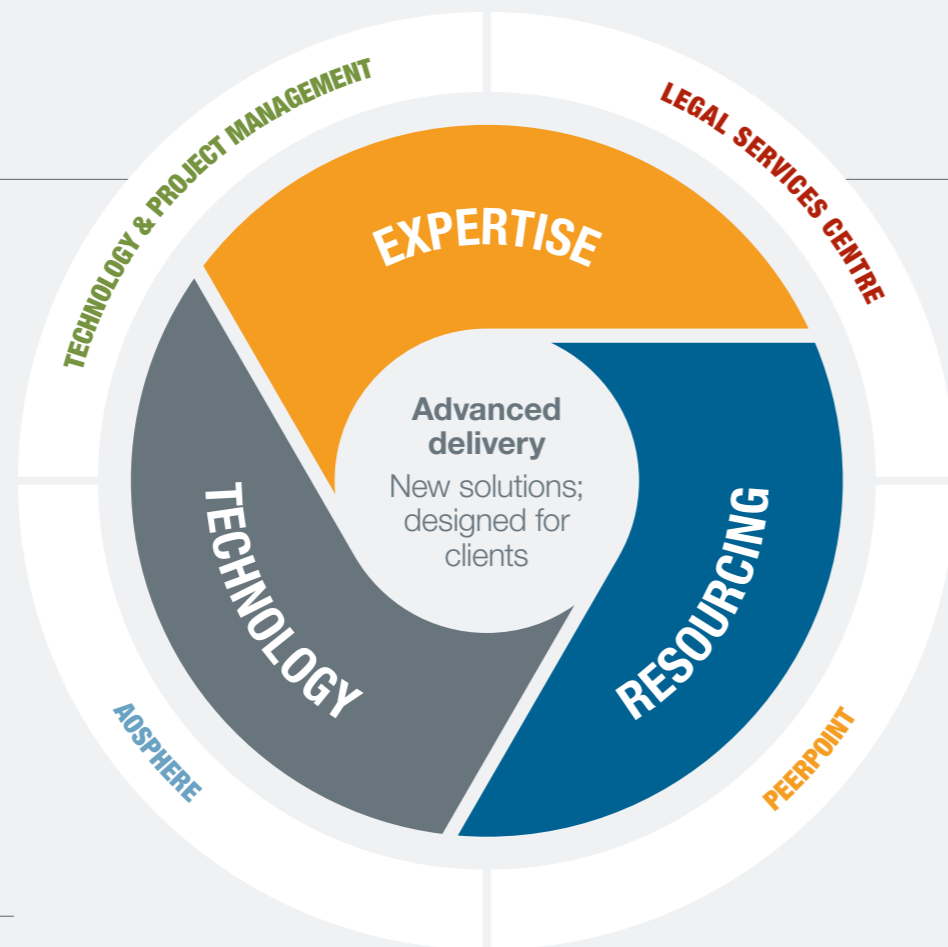 TECHNOLOGY & PROJECT MANAGEMENT
LEGAL SERVICES CENTRE
EXPERTISE
Advanced
delivery
New solutions;
designed for
clients
TECHNOLOGY
RESOURCING
AOSPHERE
PEERPOINT